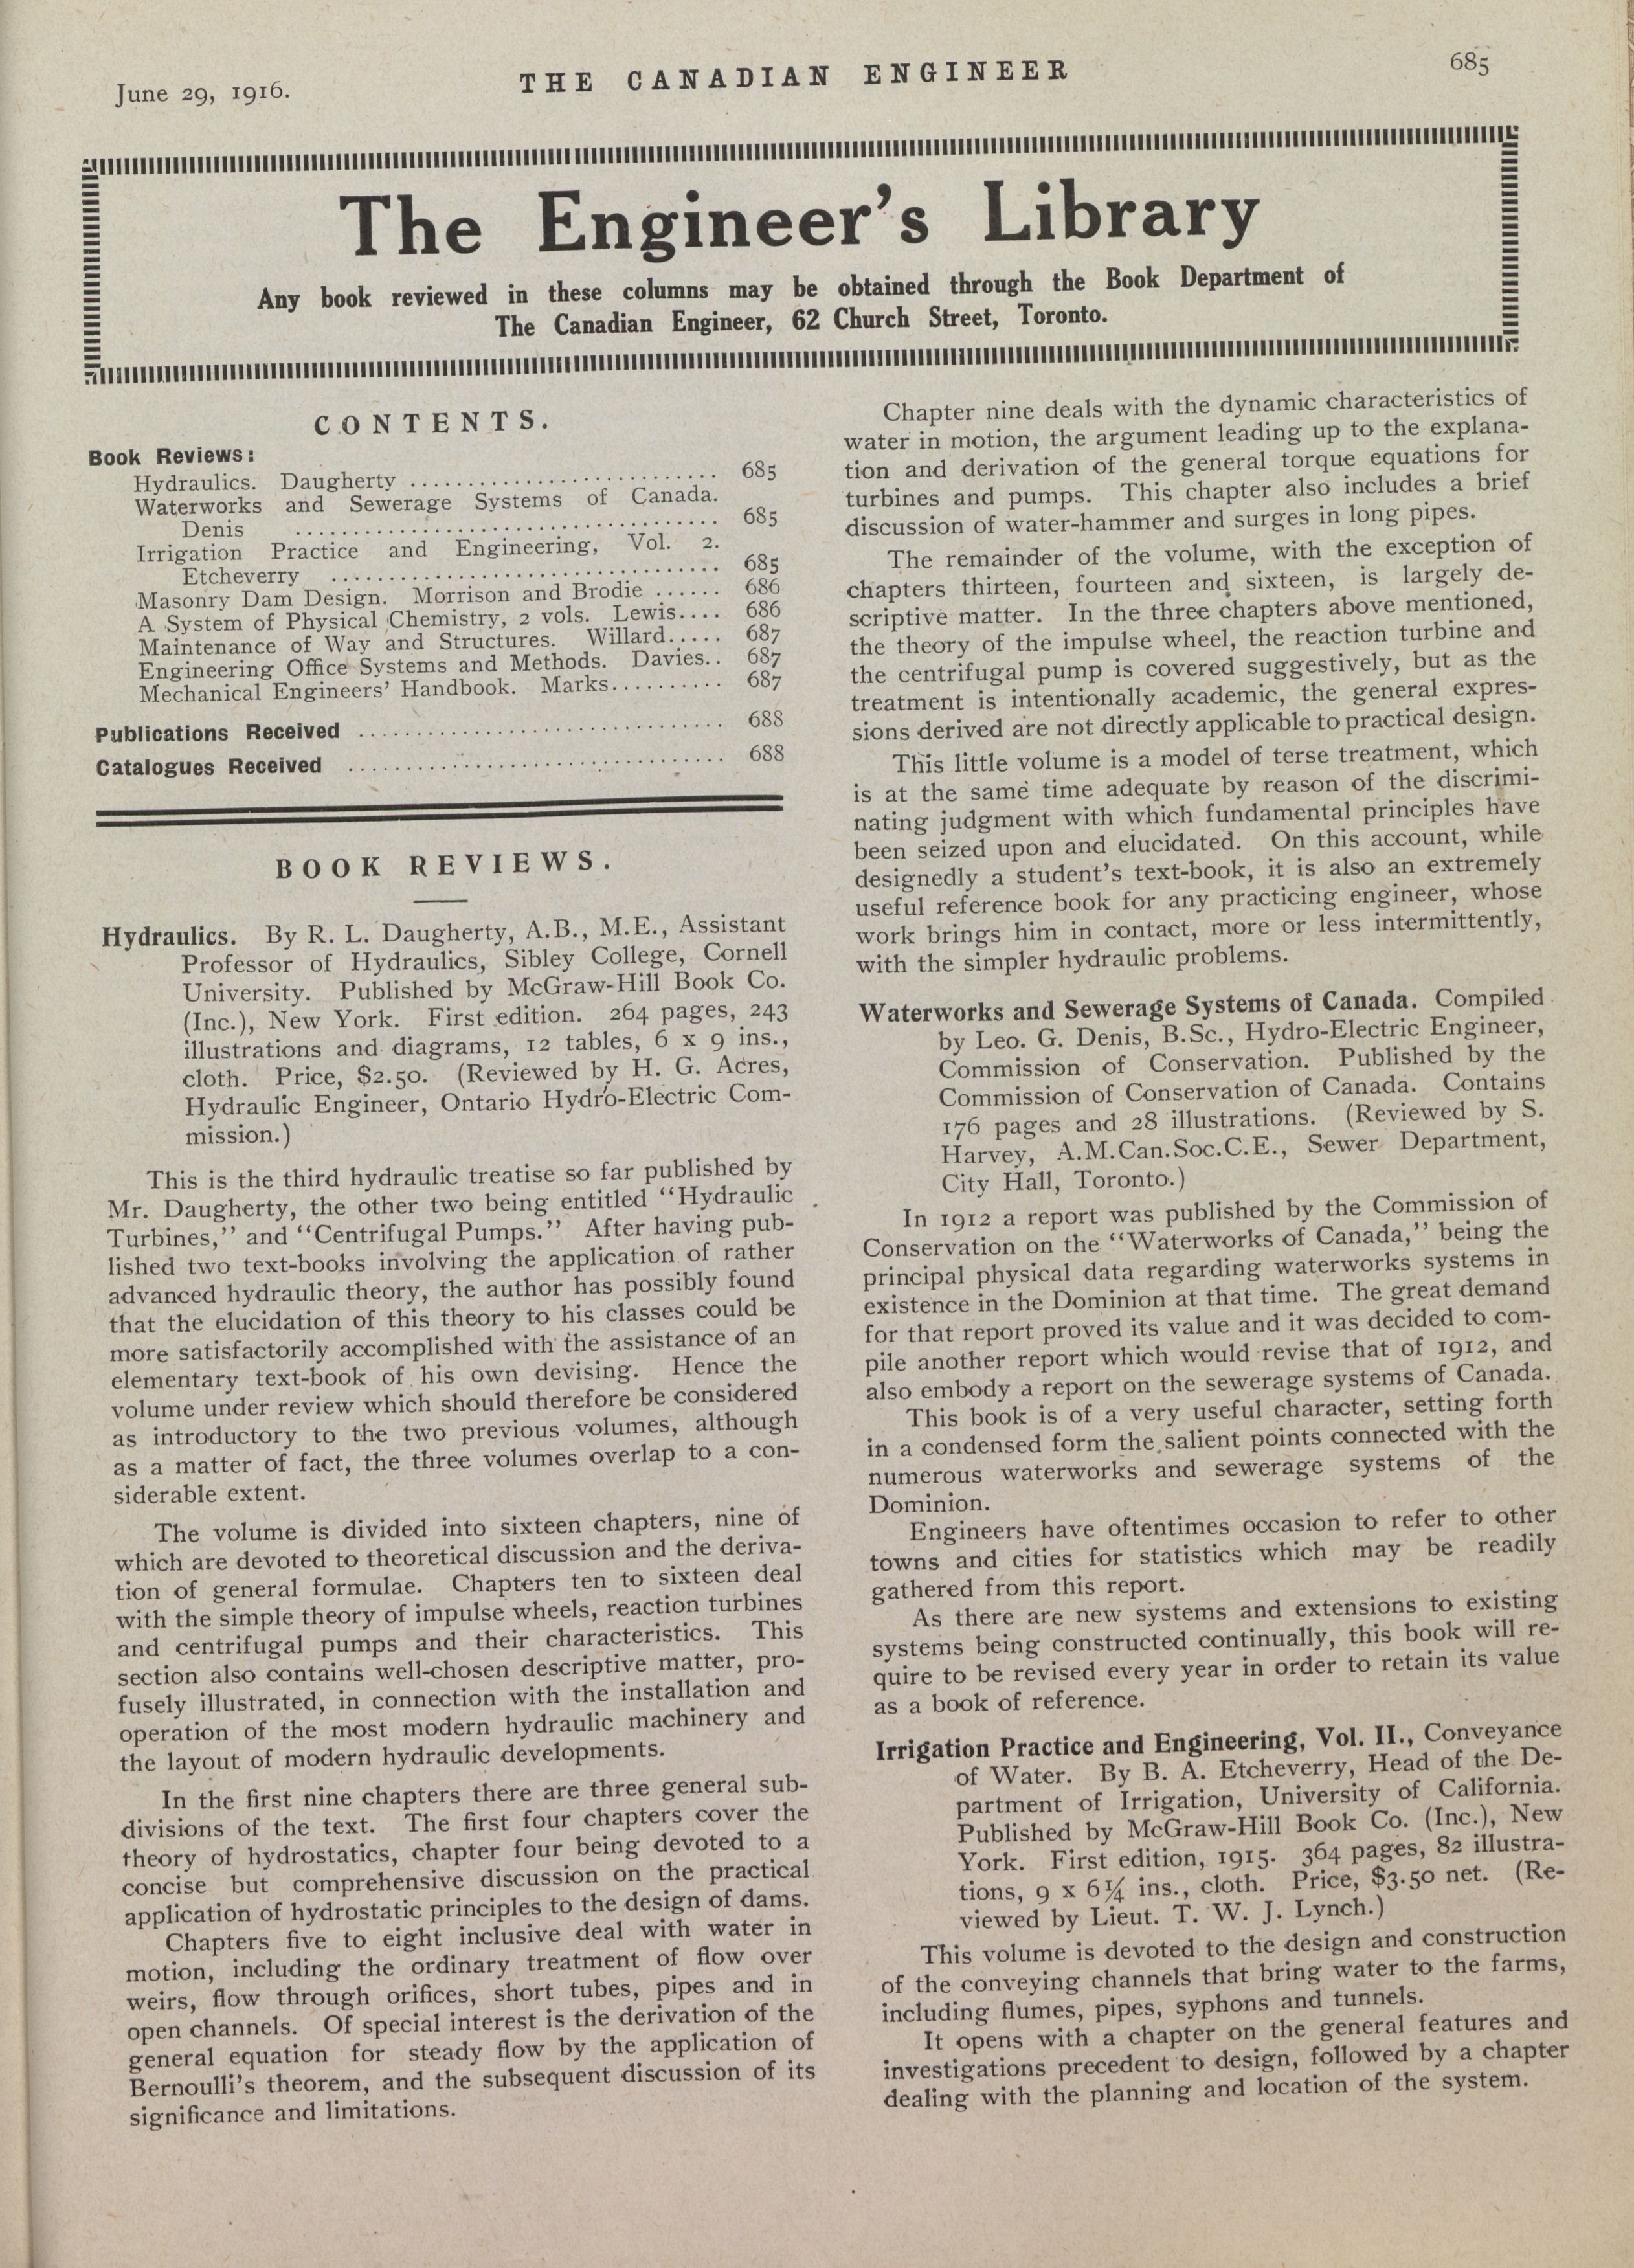 June 29, 1916.
THE CANADIAN ENGINEER
685
The Engineer's Library
Any book reviewed in these columns may be obtained through the Book Department of
The Canadian Engineer, 62 Church Street, Toronto.
CONTENTS.
Book Reviews:
Hydraulics. Daugherty .......................... 685
Waterworks and Sewerage Systems of Canada.
Denis .................................... 685
Irrigation Practice and Engineering, Vol. 2.
Etcheverry ................................. 685
Masonry Dam Design. Morrison and Brodie ...... 686
A System of Physical Chemistry, 2 vols. Lewis.... 686
Maintenance of Way and Structures. Willard..... 687
Engineering Office Systems and Methods. Davies.. 687
Mechanical Engineers' Handbook. Marks.......... 687
Publications Received ............................ 688
Catalogues Received ................................ 688
BOOK REVIEWS.
Hydraulics. By R. L. Daugherty, A.B., M.E., Assistant
Professor of Hydraulics, Sibley College, Cornell
University. Published by McGraw-Hill Book Co.
(Inc.), New York. First edition. 264 pages, 243
illustrations and diagrams, 12 tables, 6 x 9 ins.,
cloth. Price, $2.50. (Reviewed by H. G. Acres,
Hydraulic Engineer, Ontario Hydro-Electric Com-
mission.)
This is the third hydraulic treatise so far published by
Mr. Daugherty, the other two being entitled "Hydraulic
Turbines," and "Centrifugal Pumps." After having pub-
lished two text-books involving the application of rather
advanced hydraulic theory, the author has possibly found
that the elucidation of this theory to his classes could be
more satisfactorily accomplished with the assistance of an
elementary text-book of his own devising. Hence the
volume under review which should therefore be considered
as introductory to the two previous volumes, although
as a matter of fact, the three volumes overlap to a con-
siderable extent.
The volume is divided into sixteen chapters, nine of
which are devoted to theoretical discussion and the deriva-
tion of general formulae. Chapters ten to sixteen deal
with the simple theory of impulse wheels, reaction turbines
and centrifugal pumps and their characteristics. This
section also contains well-chosen descriptive matter, pro-
fusely illustrated, in connection with the installation and
operation of the most modern hydraulic machinery and
the layout of modern hydraulic developments.
In the first nine chapters there are three general sub-
divisions of the text. The first four chapters cover the
theory of hydrostatics, chapter four being devoted to a
concise but comprehensive discussion on the practical
application of hydrostatic principles to the design of dams.
Chapters five to eight inclusive deal with water in
motion, including the ordinary treatment of flow over
weirs, flow through orifices, short tubes, pipes and in
open channels. Of special interest is the derivation of the
general equation for steady flow by the application of
Bernoulli's theorem, and the subsequent discussion of its
significance and limitations.
Chapter nine deals with the dynamic characteristics of
water in motion, the argument leading up to the explana-
tion and derivation of the general torque equations for
turbines and pumps. This chapter also includes a brief
discussion of water-hammer and surges in long pipes.
The remainder of the volume, with the exception of
chapters thirteen, fourteen and sixteen, is largely de-
scriptive matter. In the three chapters above mentioned,
the theory of the impulse wheel, the reaction turbine and
the centrifugal pump is covered suggestively, but as the
treatment is intentionally academic, the general expres-
sions derived are not directly applicable to practical design.
This little volume is a model of terse treatment, which
is at the same time adequate by reason of the discrimi-
nating judgment with which fundamental principles have
been seized upon and elucidated. On this account, while
designedly a student's text-book, it is also an extremely
useful reference book for any practicing engineer, whose
work brings him in contact, more or less intermittently,
with the simpler hydraulic problems.
Waterworks and Sewerage Systems of Canada. Compiled
by Leo. G. Denis, B.Sc., Hydro-Electric Engineer,
Commission of Conservation. Published by the
Commission of Conservation of Canada. Contains
176 pages and 28 illustrations. (Reviewed by S.
Harvey, A.M.Can.Soc.C.E., Sewer Department,
City Hall, Toronto.)
In 1912 a report was published by the Commission of
Conservation on the "Waterworks of Canada," being the
principal physical data regarding waterworks systems in
existence in the Dominion at that time. The great demand
for that report proved its value and it was decided to com-
pile another report which would revise that of 1912, and
also embody a report on the sewerage systems of Canada.
This book is of a very useful character, setting forth
in a condensed form the salient points connected with the
numerous waterworks and sewerage systems of the
Dominion.
Engineers have oftentimes occasion to refer to other
towns and cities for statistics which may be readily
gathered from this report.
As there are new systems and extensions to existing
systems being constructed continually, this book will re-
quire to be revised every year in order to retain its value
as a book of reference.
Irrigation Practice and Engineering, Vol. II., Conveyance
of Water. By B. A. Etcheverry, Head of the De-
partment of Irrigation, University of California.
Published by McGraw-Hill Book Co. (Inc.), New
York. First edition, 1915. 364 pages, 82 illustra-
tions, 9 x 6¼ ins., cloth. Price, $3.50 net. (Re-
viewed by Lieut. T. W. J. Lynch.)
This volume is devoted to the design and construction
of the conveying channels that bring water to the farms,
including flumes, pipes, syphons and tunnels.
It opens with a chapter on the general features and
investigations precedent to design, followed by a chapter
dealing with the planning and location of the system.